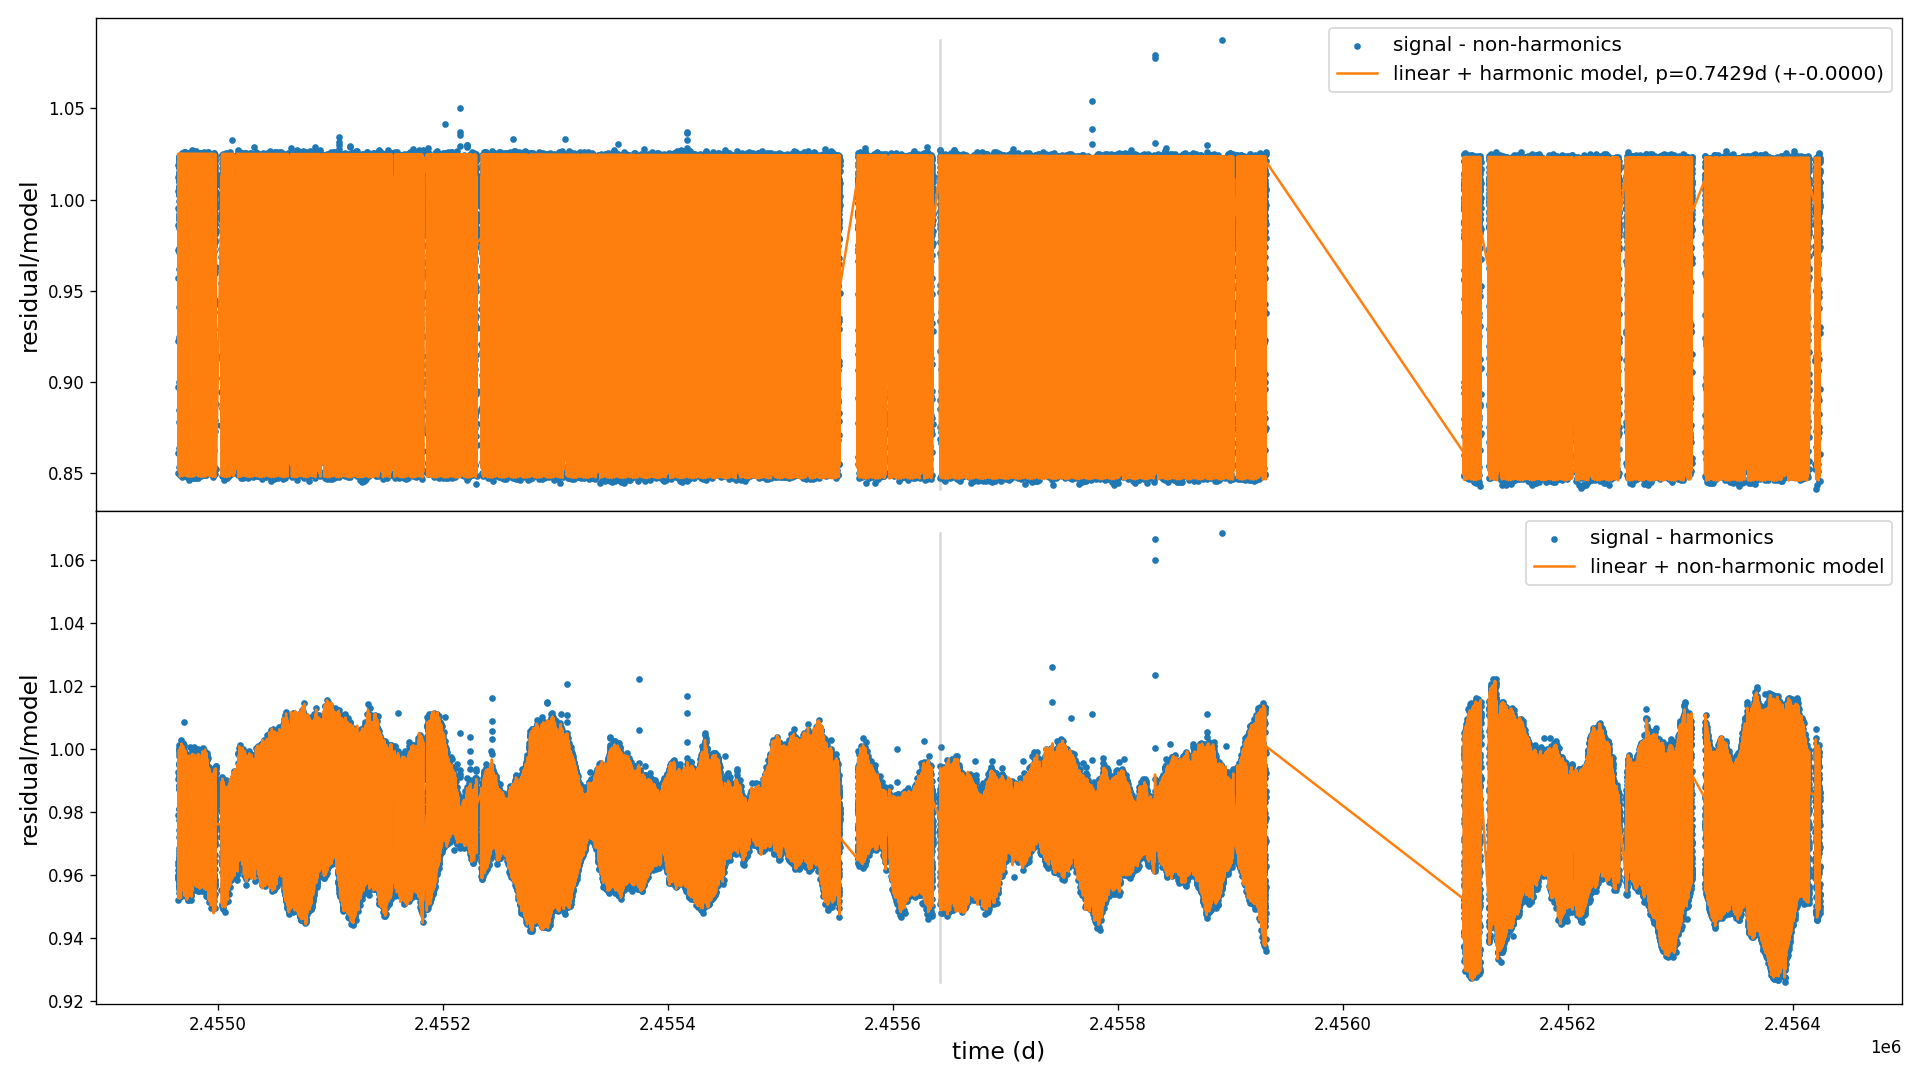 signal - non-harmonics
linear + harmonic model, p=0.7429d (+-0.0000)
residual/model
1.05
1.00
0.95
0.90
0.85
signal - harmonics
linear + non-harmonic model
residual/model
1.06
1.04
1.02
1.00
0.98
0.96
0.94
0.92
2.4550 2.4552 2.4554 2.4556 2.4558 2.4560 2.4562 2.4564
time (d)
1e6